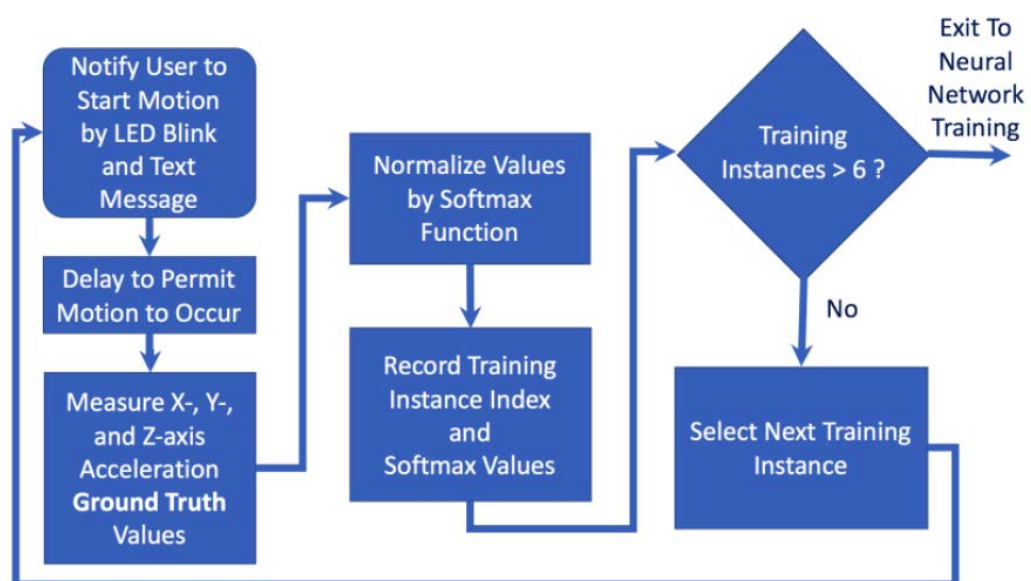 Notify User to
Start Motion
by LED Blink
and Text
Message
Delay to Permit
Motion to Occur
Measure X-, Y-,
and Z-axis
Acceleration
Ground Truth
Values
Normalize Values
by Softmax
Function
Record Training
Instance Index
and
Softmax Values
Training
Instances > 6 ?
Exit To
Neural
Network
Training
No
Select Next Training
Instance